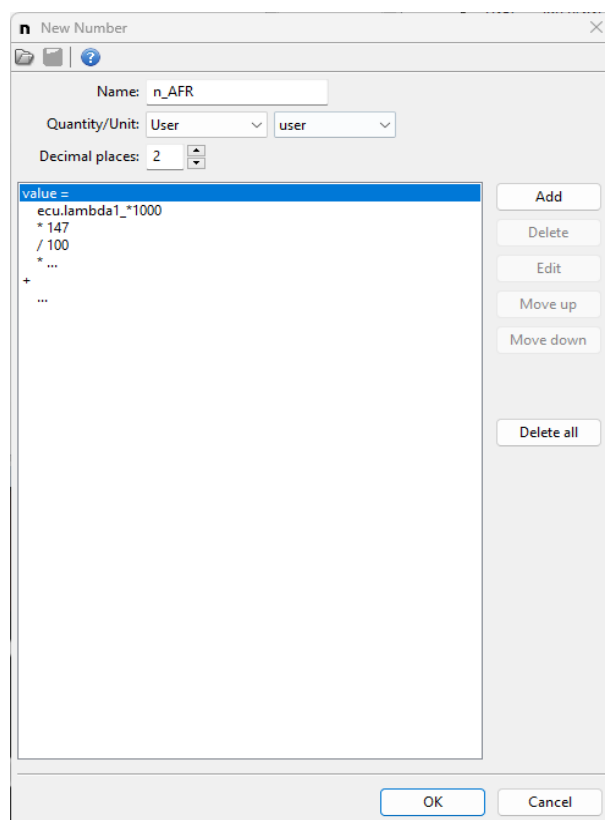 n New Number
Name: n_AFR
Quantity/Unit: User user
Decimal places: 2
value =
ecu.lambda1_*1000
* 147
/ 100
* ...
+
...
Add
Delete
Edit
Move up
Move down
Delete all
OK Cancel